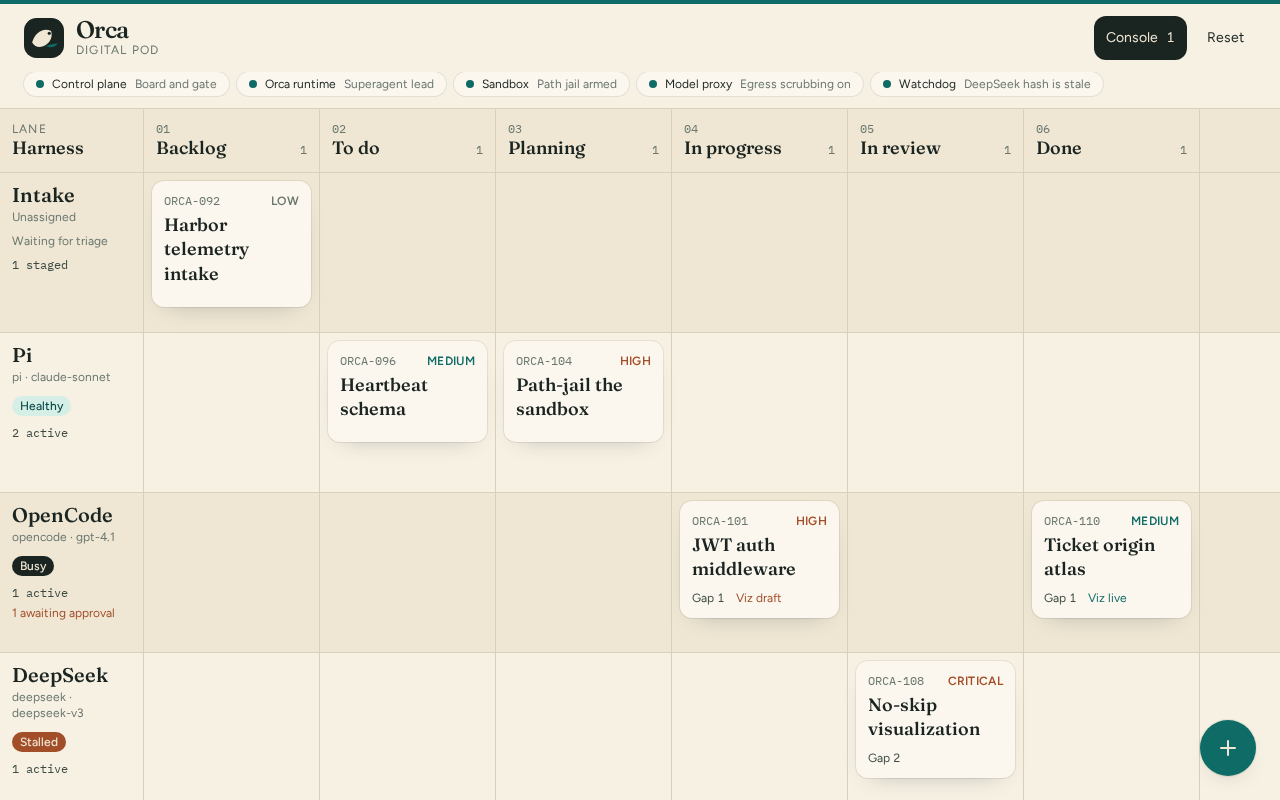 Orca
DIGITAL POD
Console 1
Reset
Control plane Board and gate
Orca runtime Superagent lead
Sandbox Path jail armed
Model proxy Egress scrubbing on
Watchdog DeepSeek hash is stale
LANE
Harness
01
Backlog 1
02
To do 1
03
Planning 1
04
In progress 1
05
In review 1
06
Done 1
Intake
Unassigned
Waiting for triage
1 staged
ORCA-092 LOW
Harbor
telemetry
intake
Pi
pi · claude-sonnet
Healthy
2 active
ORCA-096 MEDIUM
Heartbeat
schema
ORCA-104 HIGH
Path-jail the
sandbox
OpenCode
opencode · gpt-4.1
Busy
1 active
1 awaiting approval
ORCA-101 HIGH
JWT auth
middleware
Gap 1 Viz draft
ORCA-110 MEDIUM
Ticket origin
atlas
Gap 1 Viz live
DeepSeek
deepseek ·
deepseek-v3
Stalled
1 active
ORCA-108 CRITICAL
No-skip
visualization
Gap 2
+